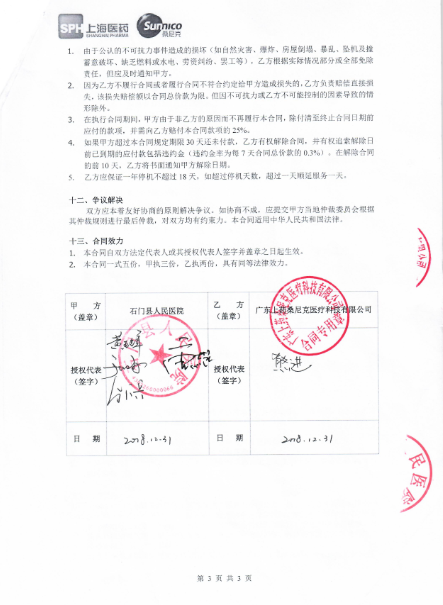 SPH 上海医药 Surnico
SHANGHAI PHARMA 桑尼克
1. 由于公认的不可抗力事件造成的损坏（如自然灾害、爆炸、房屋倒塌、暴乱、坠机及撞
蓄意破坏、缺乏燃料或水电、劳资纠纷、罢工等），乙方根据实际情况部分或全部免除
责任，但应及时通知甲方。
2. 因为乙方不履行合同或者履行合同不符合约定给甲方造成损失的，乙方负责赔偿直接损
失，该损失赔偿额以合同总价款为限。但因不可抗力或乙方不可能控制的因素导致的情
形除外。
3. 在执行合同期间，甲方由于非乙方的原因而不再履行本合同，除付清至终止合同日期前
应付的款项，并需向乙方赔付本合同款项的 25%。
4. 如果甲方超过本合同规定期限 30 天还未付款，乙方有权解除合同，并有权追索解除日
前已到期的应付款包括违约金（违约金率为每 7 天合同总价款的 0.3%）。在解除合同
的前 10 天，乙方将书面通知甲方解除日期。
5. 乙方应保证一年停机不超过 18 天，如超过停机天数，超过一天顺延服务一天。
十二、争议解决
双方应本着友好协商的原则解决争议。如协商不成，应提交甲方当地仲裁委员会根据
其仲裁规则进行最后停裁，对双方均有约束力。本合同适用中华人民共和国法律。
十三、合同效力
1. 本合同自双方法定代表人或其授权代表人签字并盖章之日起生效。
2. 本合同一式五份，甲执三份，乙执两份，具有同等法律效力。
甲 方 石门县人民医院 乙 方 广东上药桑尼克医疗科技有限公司
（盖章） （盖章）
授权代表 授权代表
（签字） （签字）
日 期 2018.12.31 日 期 2018.12.31
合同专用章
民医院
第 3 页 共 3 页